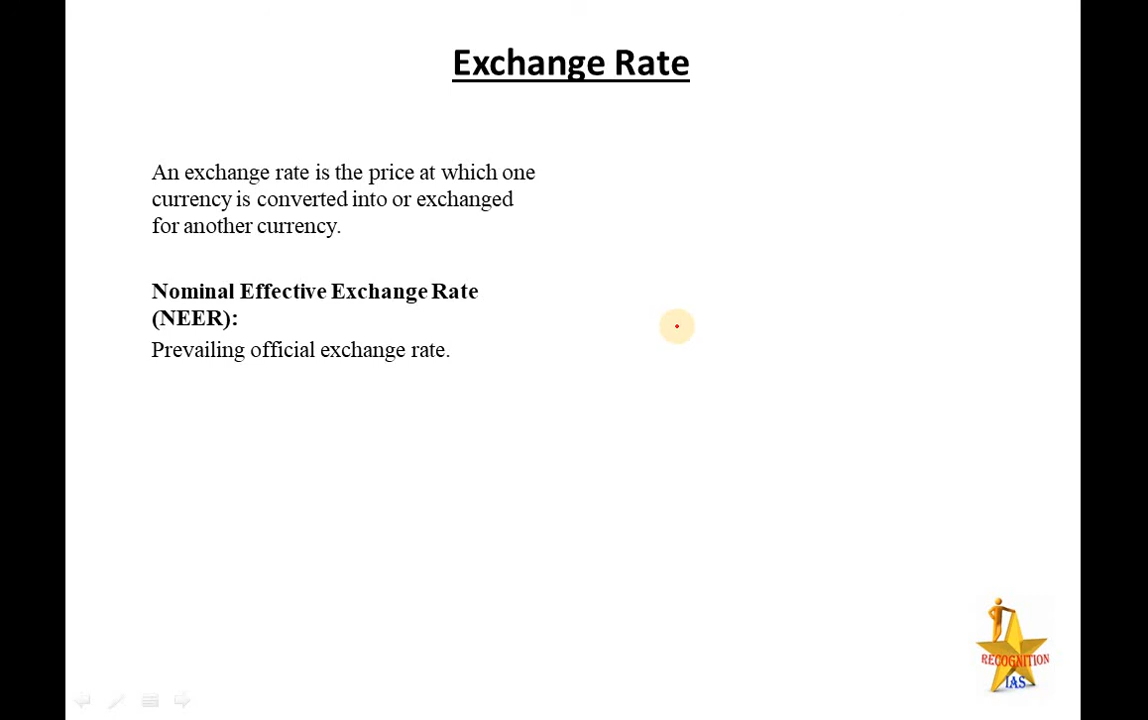 Exchange Rate
An exchange rate is the price at which one
currency is converted into or exchanged
for another currency.
Nominal Effective Exchange Rate
(NEER):
Prevailing official exchange rate.
RECOGNITION
IAS